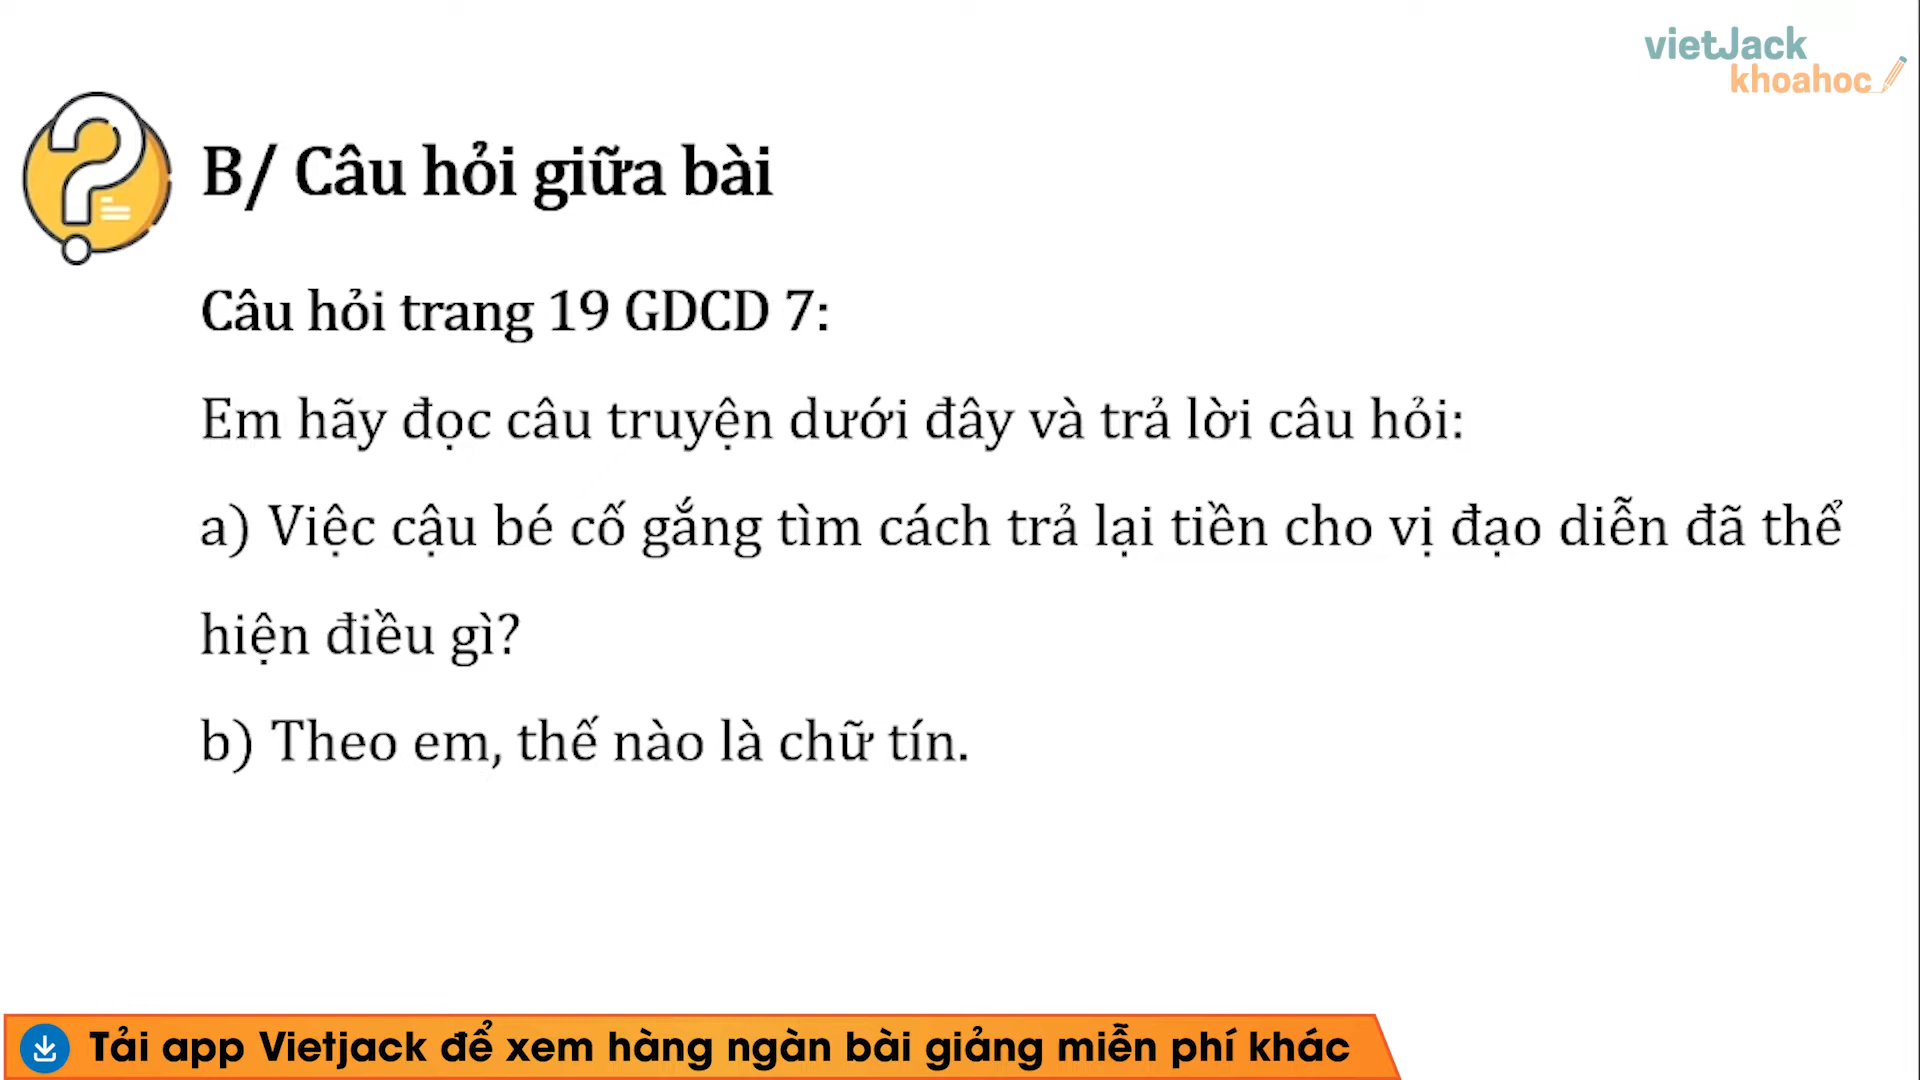 vietJack
khoahoc
B/ Câu hỏi giữa bài
Câu hỏi trang 19 GDCD 7:
Em hãy đọc câu truyện dưới đây và trả lời câu hỏi:
a) Việc cậu bé cố gắng tìm cách trả lại tiền cho vị đạo diễn đã thể
hiện điều gì?
b) Theo em, thế nào là chữ tín.
Tải app Vietjack để xem hàng ngàn bài giảng miễn phí khác